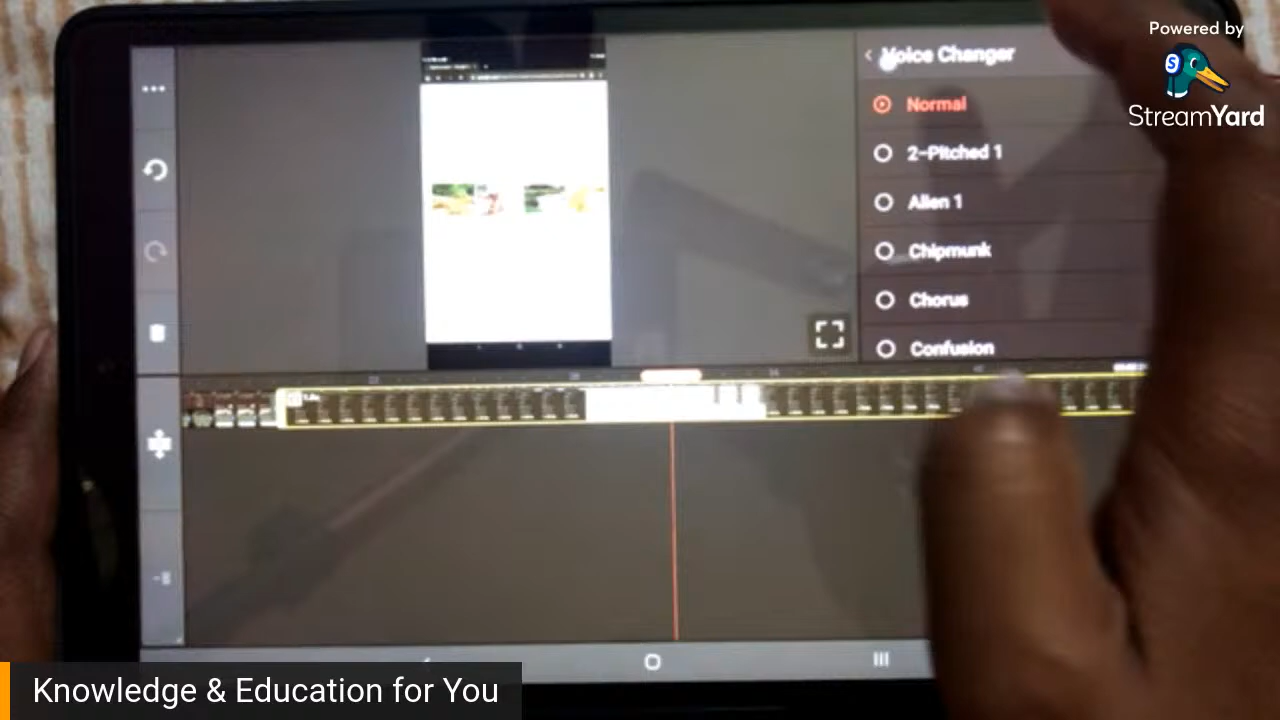 Powered by
StreamYard
Voice Changer
Normal
2-Pitched 1
Alien 1
Chipmunk
Chorus
Confusion
Knowledge & Education for You